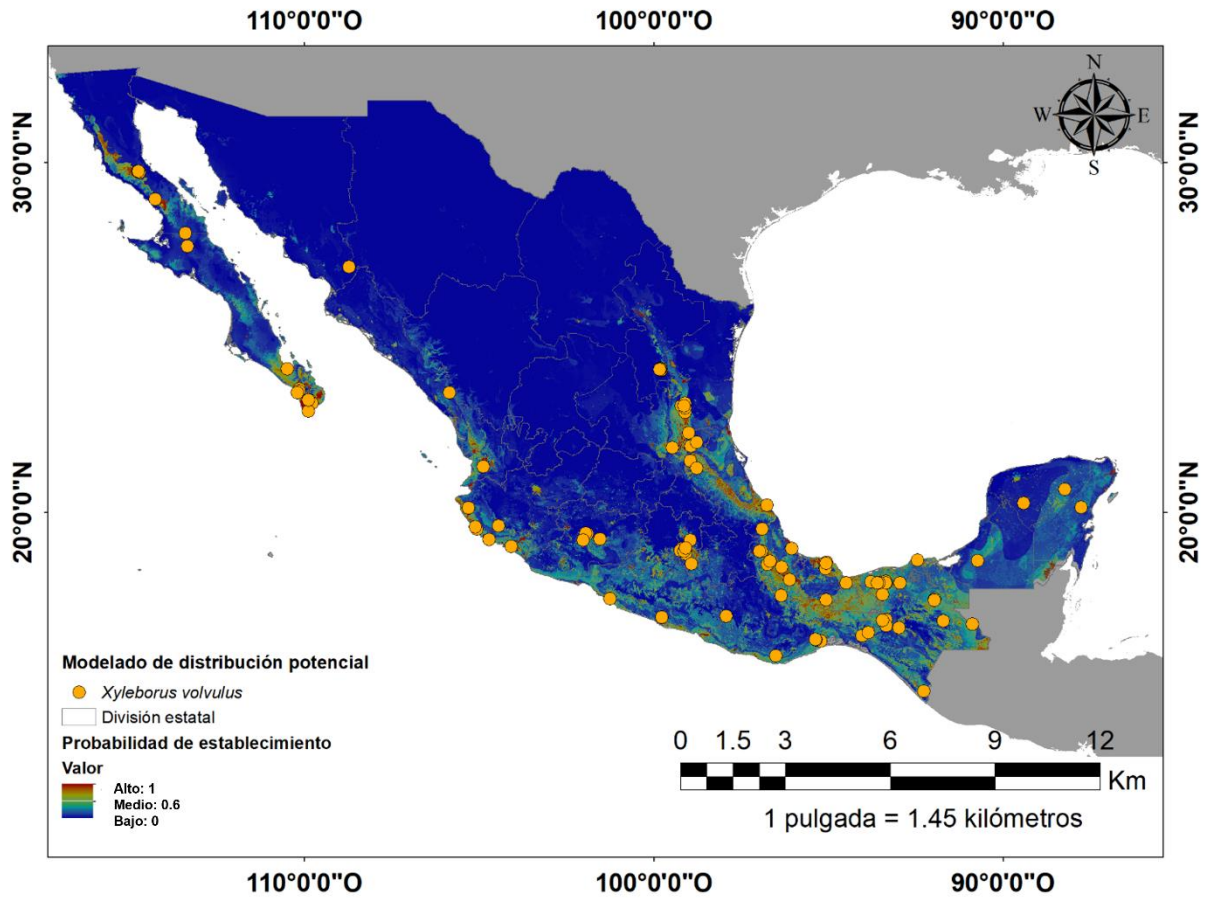 110°0'0"O 100°0'0"O 90°0'0"O
N
W E
S
30°0'0"N 30°0'0"N
20°0'0"N 20°0'0"N
Modelado de distribución potencial
Xyleborus volvulus
División estatal
Probabilidad de establecimiento
Valor
Alto: 1
Medio: 0.6
Bajo: 0
0 1.5 3 6 9 12
Km
1 pulgada = 1.45 kilómetros
110°0'0"O 100°0'0"O 90°0'0"O